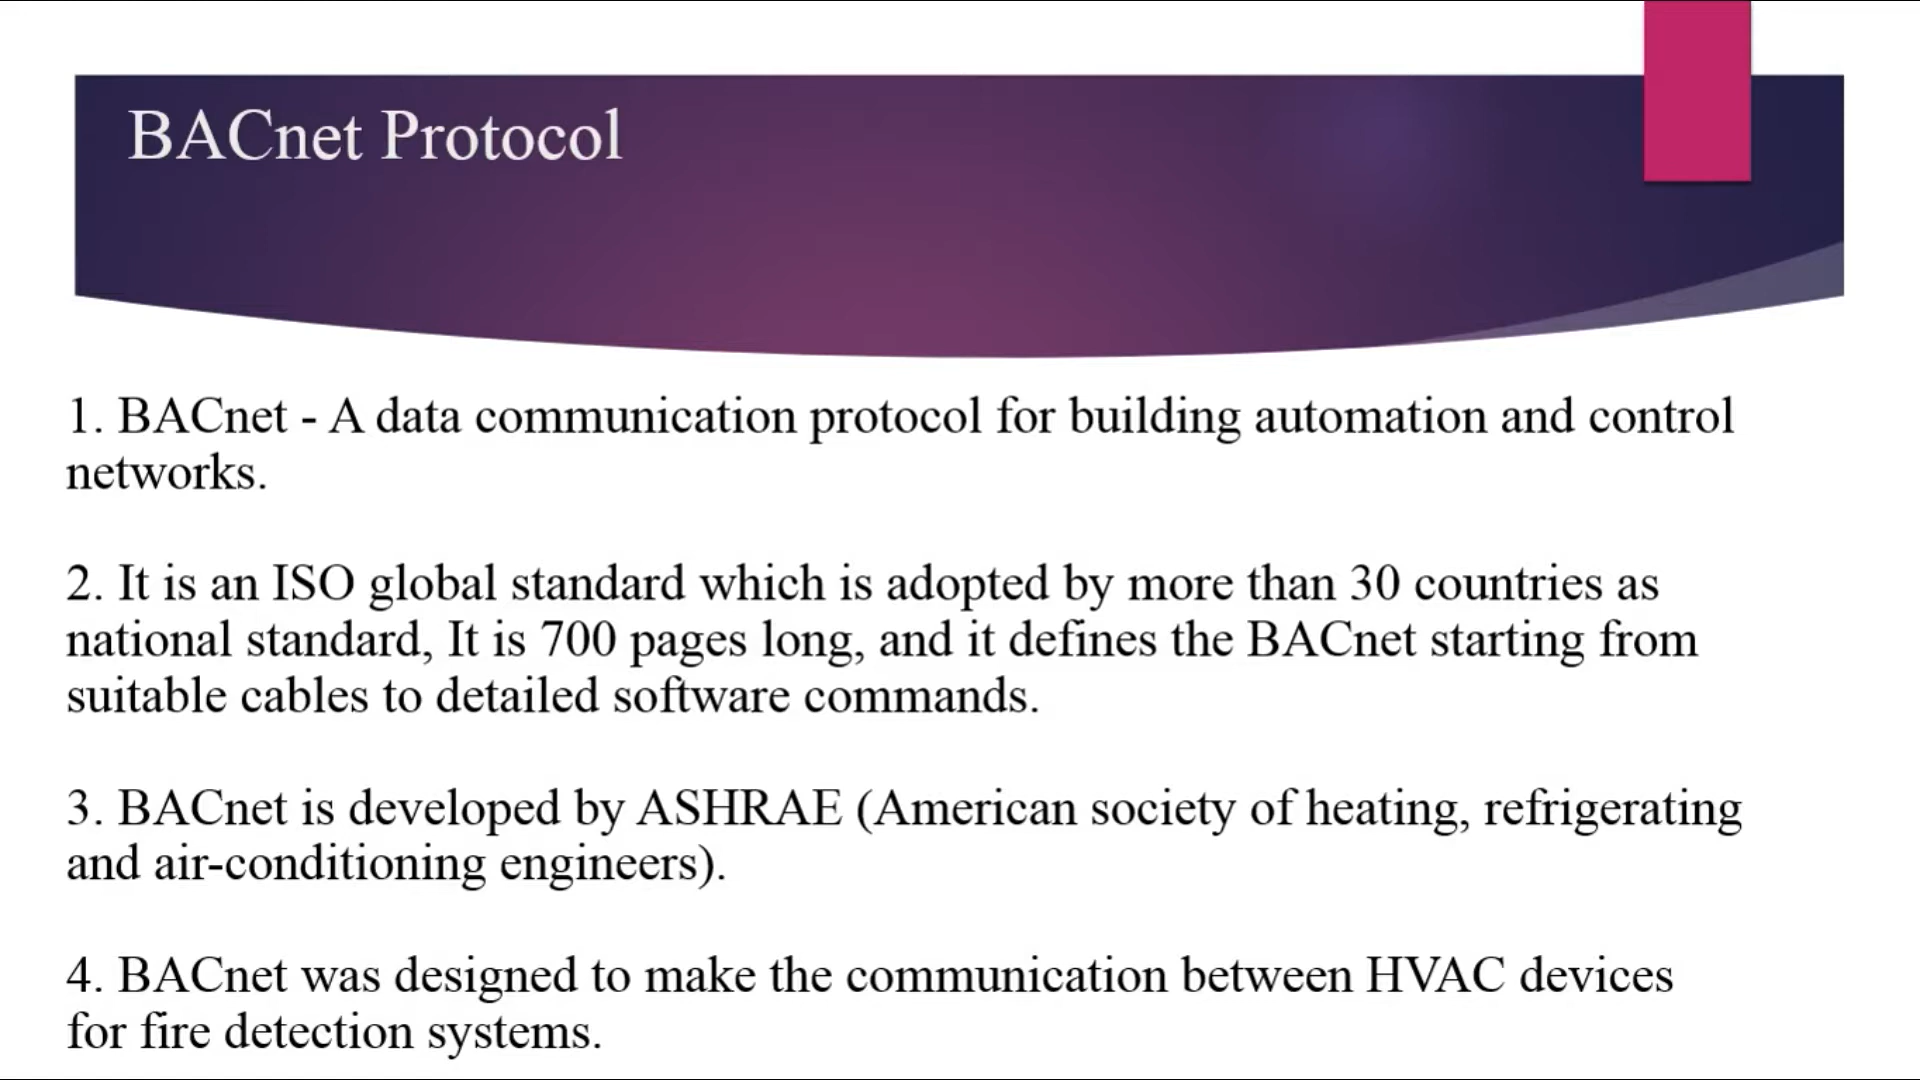 BACnet Protocol
1. BACnet - A data communication protocol for building automation and control
networks.
2. It is an ISO global standard which is adopted by more than 30 countries as
national standard, It is 700 pages long, and it defines the BACnet starting from
suitable cables to detailed software commands.
3. BACnet is developed by ASHRAE (American society of heating, refrigerating
and air-conditioning engineers).
4. BACnet was designed to make the communication between HVAC devices
for fire detection systems.